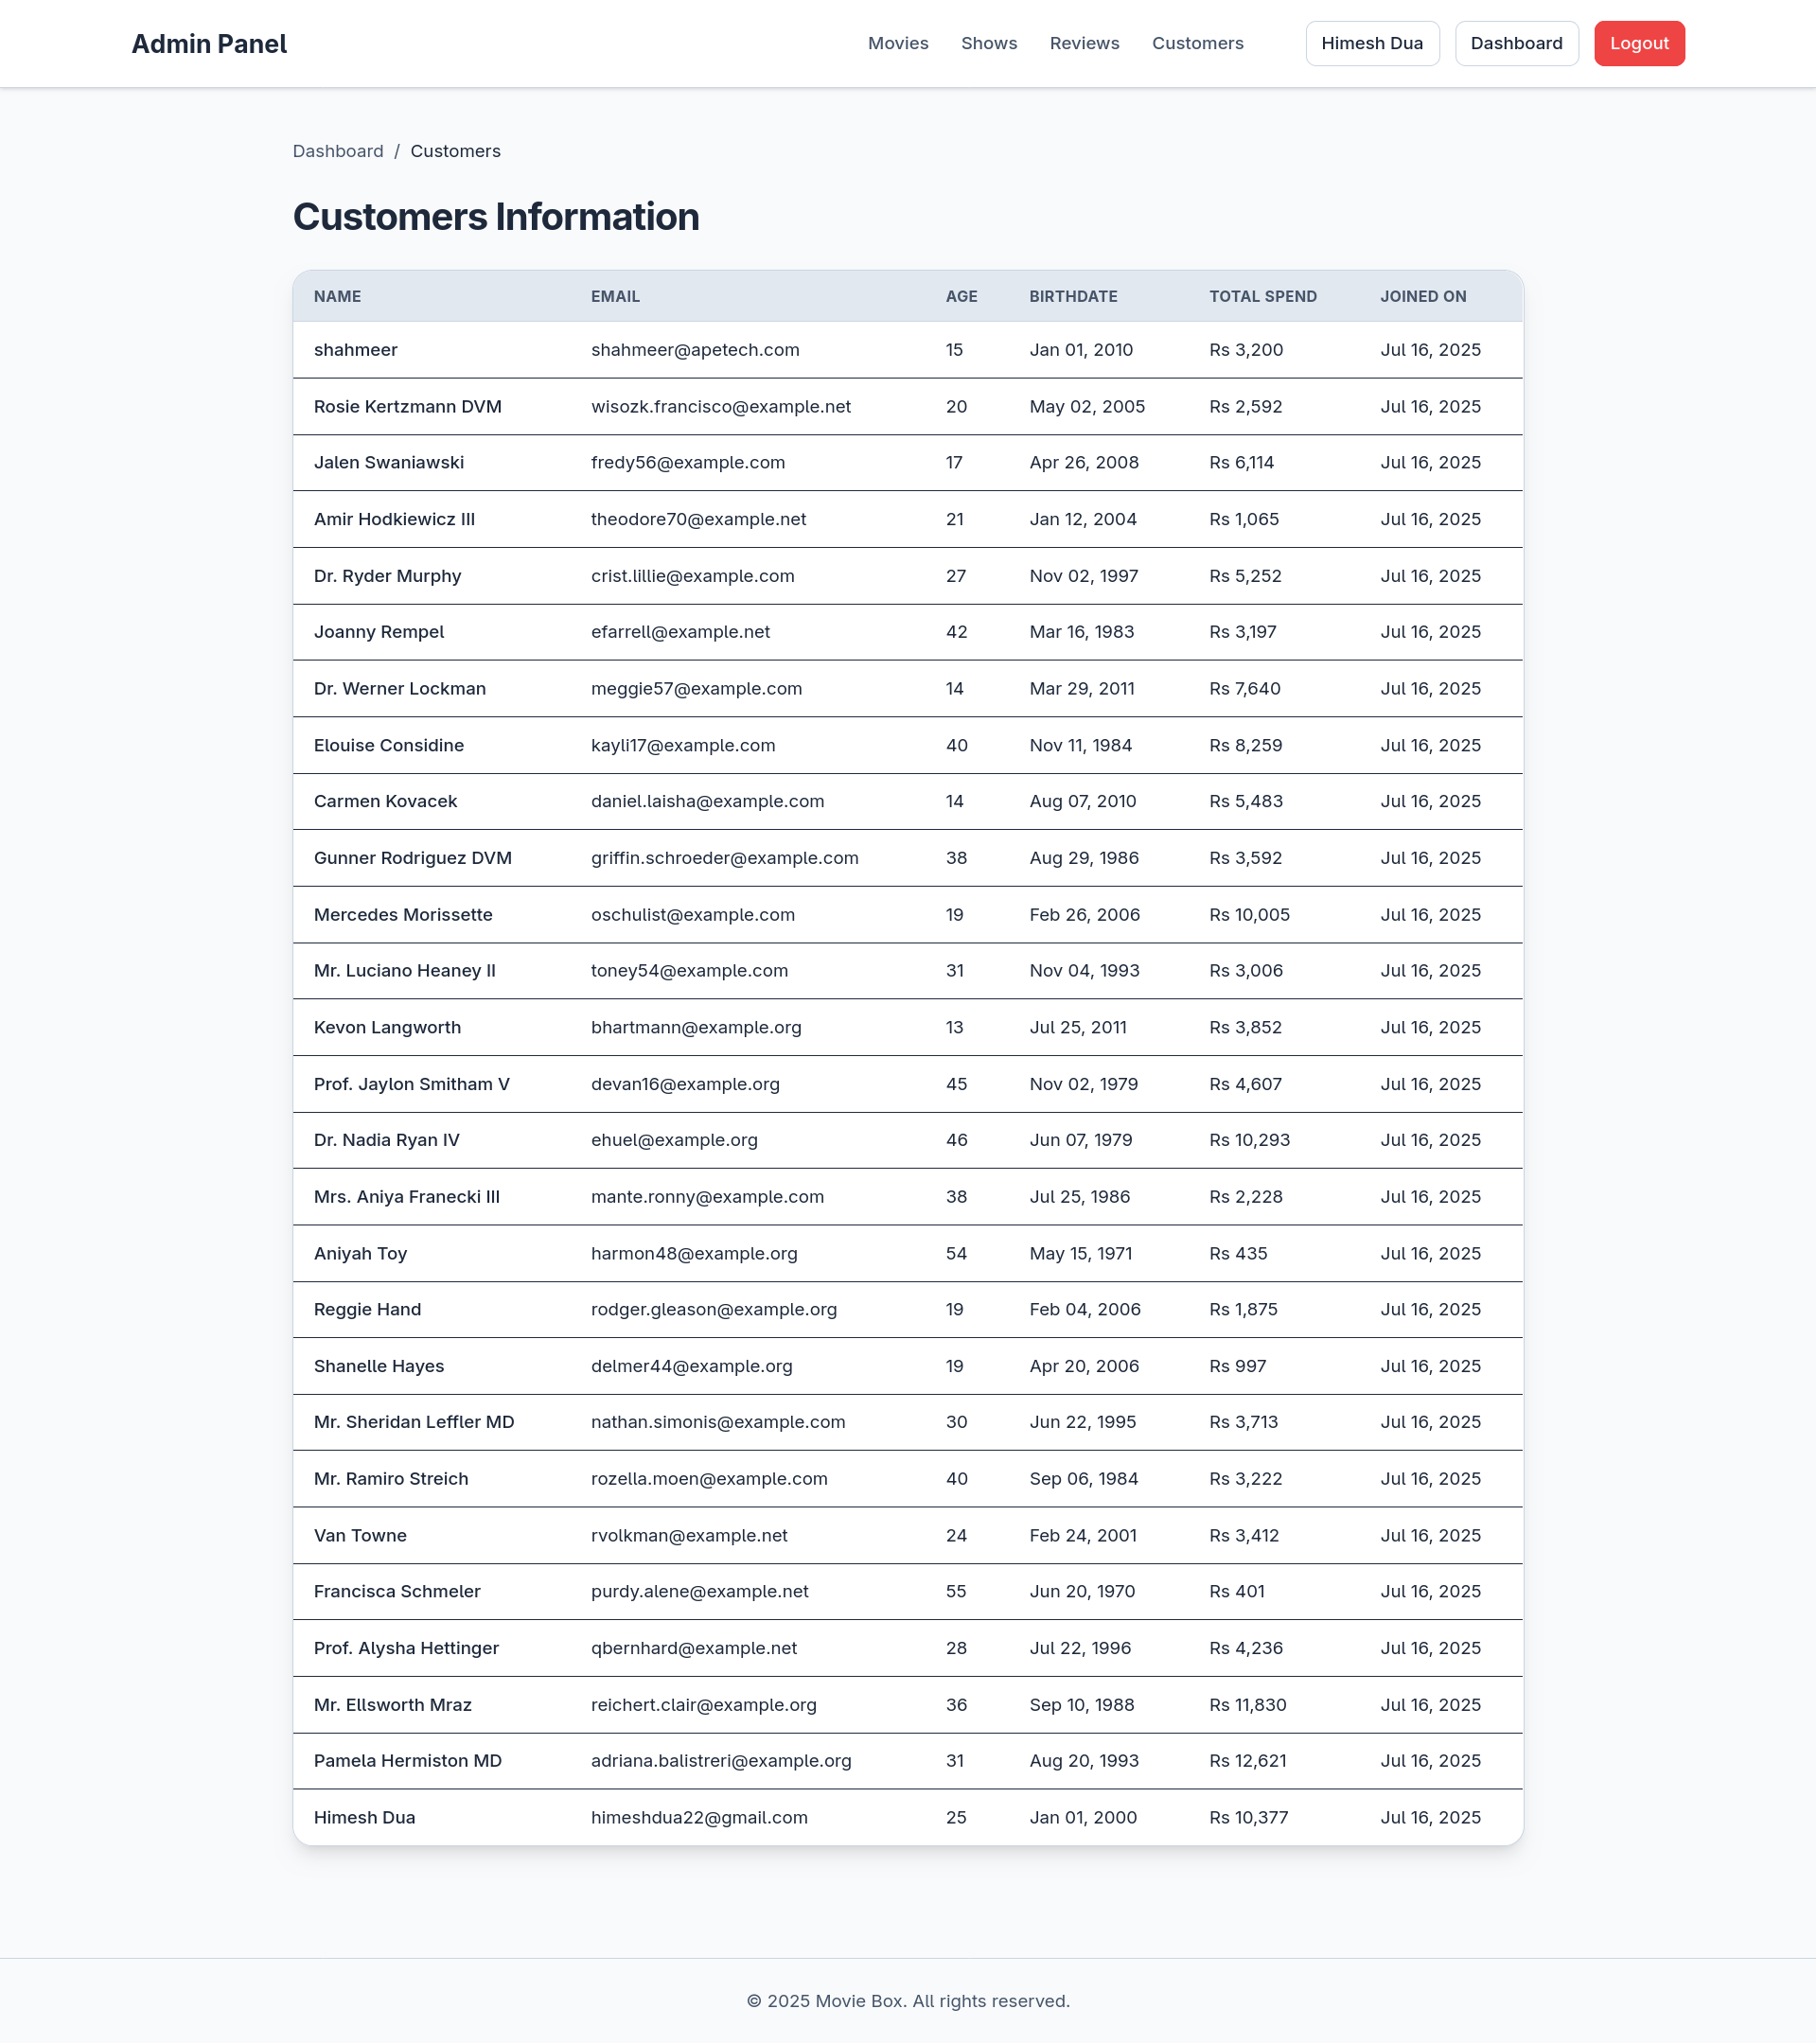 Admin Panel Movies Shows Reviews Customers Himesh Dua Dashboard Logout
Dashboard / Customers
Customers Information
NAME EMAIL AGE BIRTHDATE TOTAL SPEND JOINED ON
shahmeer shahmeer@apetech.com 15 Jan 01, 2010 Rs 3,200 Jul 16, 2025
Rosie Kertzmann DVM wisozk.francisco@example.net 20 May 02, 2005 Rs 2,592 Jul 16, 2025
Jalen Swaniawski fredy56@example.com 17 Apr 26, 2008 Rs 6,114 Jul 16, 2025
Amir Hodkiewicz III theodore70@example.net 21 Jan 12, 2004 Rs 1,065 Jul 16, 2025
Dr. Ryder Murphy crist.lillie@example.com 27 Nov 02, 1997 Rs 5,252 Jul 16, 2025
Joanny Rempel efarrell@example.net 42 Mar 16, 1983 Rs 3,197 Jul 16, 2025
Dr. Werner Lockman meggie57@example.com 14 Mar 29, 2011 Rs 7,640 Jul 16, 2025
Elouise Considine kayli17@example.com 40 Nov 11, 1984 Rs 8,259 Jul 16, 2025
Carmen Kovacek daniel.laisha@example.com 14 Aug 07, 2010 Rs 5,483 Jul 16, 2025
Gunner Rodriguez DVM griffin.schroeder@example.com 38 Aug 29, 1986 Rs 3,592 Jul 16, 2025
Mercedes Morissette oschulist@example.com 19 Feb 26, 2006 Rs 10,005 Jul 16, 2025
Mr. Luciano Heaney II toney54@example.com 31 Nov 04, 1993 Rs 3,006 Jul 16, 2025
Kevon Langworth bhartmann@example.org 13 Jul 25, 2011 Rs 3,852 Jul 16, 2025
Prof. Jaylon Smitham V devan16@example.org 45 Nov 02, 1979 Rs 4,607 Jul 16, 2025
Dr. Nadia Ryan IV ehuel@example.org 46 Jun 07, 1979 Rs 10,293 Jul 16, 2025
Mrs. Aniya Franecki III mante.ronny@example.com 38 Jul 25, 1986 Rs 2,228 Jul 16, 2025
Aniyah Toy harmon48@example.org 54 May 15, 1971 Rs 435 Jul 16, 2025
Reggie Hand rodger.gleason@example.org 19 Feb 04, 2006 Rs 1,875 Jul 16, 2025
Shanelle Hayes delmer44@example.org 19 Apr 20, 2006 Rs 997 Jul 16, 2025
Mr. Sheridan Leffler MD nathan.simonis@example.com 30 Jun 22, 1995 Rs 3,713 Jul 16, 2025
Mr. Ramiro Streich rozella.moen@example.com 40 Sep 06, 1984 Rs 3,222 Jul 16, 2025
Van Towne rvolkman@example.net 24 Feb 24, 2001 Rs 3,412 Jul 16, 2025
Francisca Schmeler purdy.alene@example.net 55 Jun 20, 1970 Rs 401 Jul 16, 2025
Prof. Alysha Hettinger qbernhard@example.net 28 Jul 22, 1996 Rs 4,236 Jul 16, 2025
Mr. Ellsworth Mraz reichert.clair@example.org 36 Sep 10, 1988 Rs 11,830 Jul 16, 2025
Pamela Hermiston MD adriana.balistreri@example.org 31 Aug 20, 1993 Rs 12,621 Jul 16, 2025
Himesh Dua himeshdua22@gmail.com 25 Jan 01, 2000 Rs 10,377 Jul 16, 2025
© 2025 Movie Box. All rights reserved.